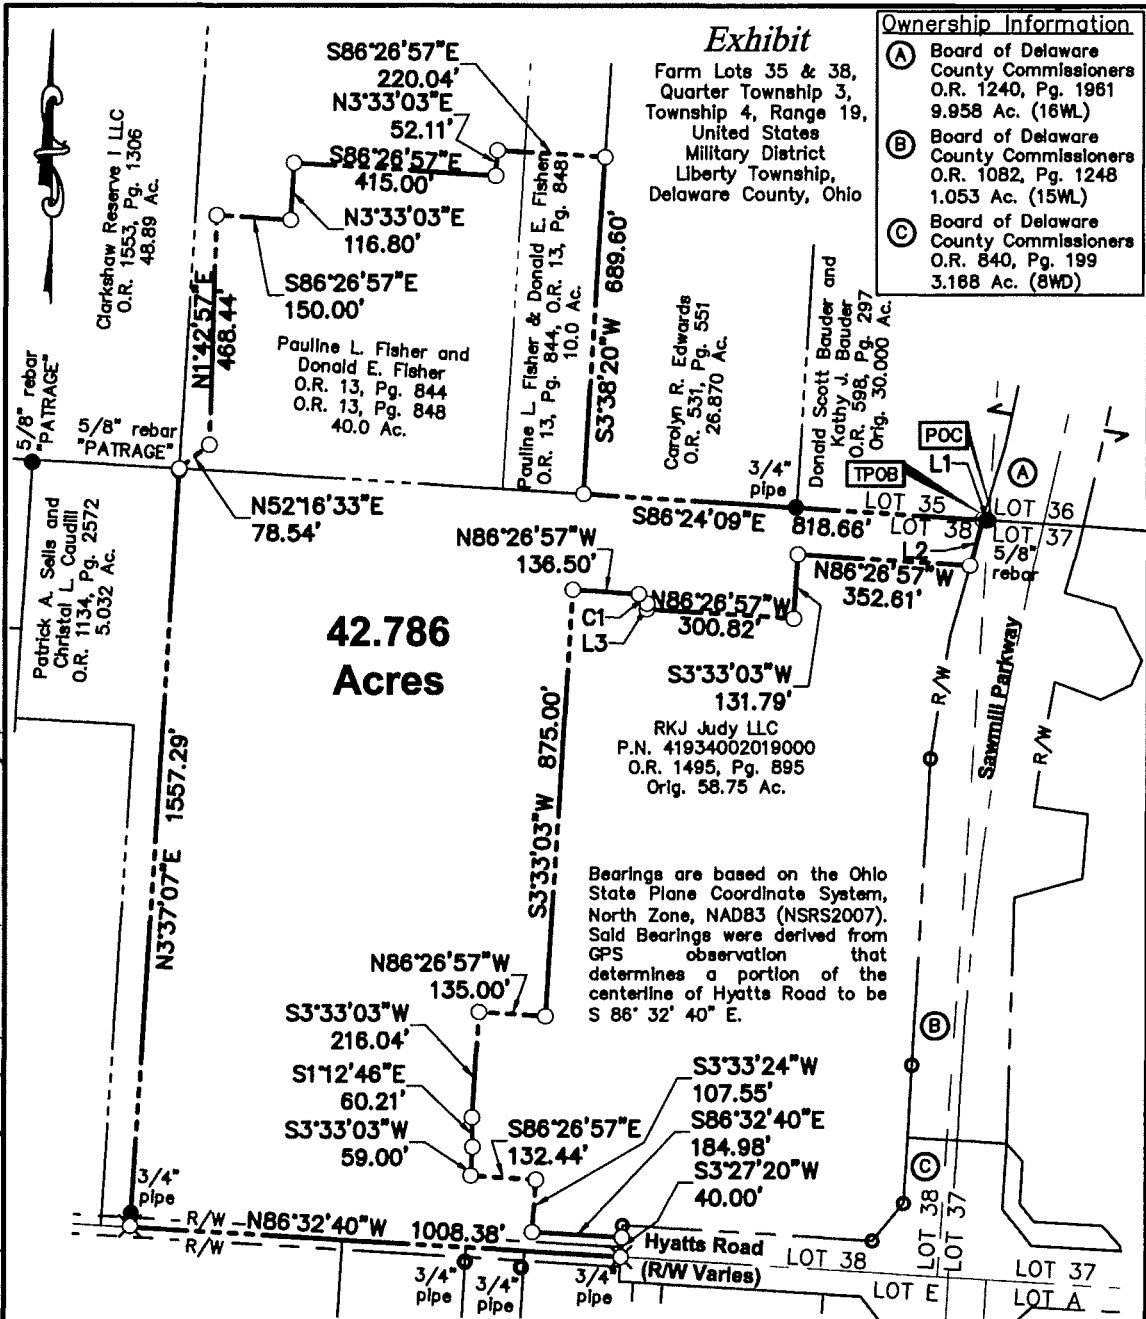 Exhibit
Farm Lots 35 & 38,
Quarter Township 3,
Township 4, Range 19,
United States
Military District
Liberty Township,
Delaware County, Ohio
Ownership Information
A Board of Delaware
County Commissioners
O.R. 1240, Pg. 1961
9.958 Ac. (16WL)
B Board of Delaware
County Commissioners
O.R. 1082, Pg. 1248
1.053 Ac. (15WL)
C Board of Delaware
County Commissioners
O.R. 840, Pg. 199
3.168 Ac. (8WD)
S86°26'57"E
220.04'
N3°33'03"E
52.11'
S86°26'57"E
415.00'
N3°33'03"E
116.80'
S86°26'57"E
150.00'
Clarkshaw Reserve I LLC
O.R. 1553, Pg. 1306
48.89 Ac.
N1°42'57"E
468.44'
Pauline L. Fisher and
Donald E. Fisher
O.R. 13, Pg. 844
O.R. 13, Pg. 848
40.0 Ac.
Pauline L. Fisher & Donald E. Fisher
O.R. 13, Pg. 844, O.R. 13, Pg. 848
10.0 Ac.
S3°38'20"W 689.60'
Carolyn R. Edwards
O.R. 531, Pg. 551
26.870 Ac.
Donald Scott Bauder and
Kathy J. Bauder
O.R. 598, Pg. 297
Orig. 30.000 Ac.
5/8" rebar
"PATRAGE"
5/8" rebar
"PATRAGE"
N52°16'33"E
78.54'
3/4"
pipe
POC
L1
TPOB
A
LOT 35
LOT 36
S86°24'09"E 818.66'
LOT 38
LOT 37
L2
5/8"
rebar
Patrick A. Sells and
Christal L. Caudill
O.R. 1134, Pg. 2572
5.032 Ac.
N86°26'57"W
136.50'
N86°26'57"W
352.61'
C1
L3
N86°26'57"W
300.82'
S3°33'03"W
131.79'
42.786
Acres
RKJ Judy LLC
P.N. 41934002019000
O.R. 1495, Pg. 895
Orig. 58.75 Ac.
R/W
Sawmill Parkway
R/W
N3°37'07"E 1557.29'
S3°33'03"W 875.00'
Bearings are based on the Ohio
State Plane Coordinate System,
North Zone, NAD83 (NSRS2007).
Said Bearings were derived from
GPS observation that
determines a portion of the
centerline of Hyatts Road to be
S 86° 32' 40" E.
N86°26'57"W
135.00'
S3°33'03"W
216.04'
S1°12'46"E
60.21'
S3°33'03"W
59.00'
S86°26'57"E
132.44'
S3°33'24"W
107.55'
S86°32'40"E
184.98'
S3°27'20"W
40.00'
B
C
3/4"
pipe
R/W
N86°32'40"W 1008.38'
R/W
3/4"
pipe
3/4"
pipe
3/4"
pipe
Hyatts Road
(R/W Varies)
LOT 38
LOT 38
LOT 37
LOT E
LOT 37
LOT A